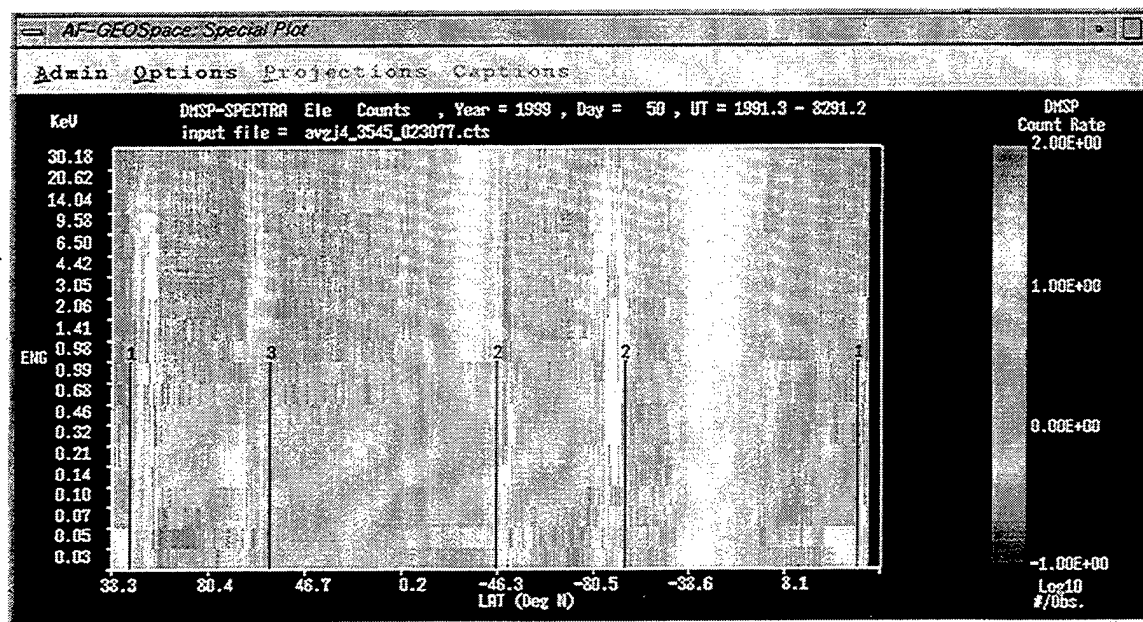 AF-GEOSpace: Special Plot
Admin Options Projections Captions
DMSP-SPECTRA Ele Counts , Year = 1999 , Day = 50 , UT = 1991.3 - 8291.2
input file = avgj4_3545_023077.cts
KeV
30.18
20.62
14.04
9.58
6.50
4.42
3.05
2.06
1.41
0.98
ENG
0.99
0.68
0.46
0.32
0.21
0.14
0.10
0.07
0.05
0.03
1 3 2 2 1
38.3 80.4 46.7 0.2 -46.3 -80.5 -38.6 8.1
LAT (Deg N)
DMSP
Count Rate
2.00E+00
1.00E+00
0.00E+00
-1.00E+00
Log10
#/Obs.